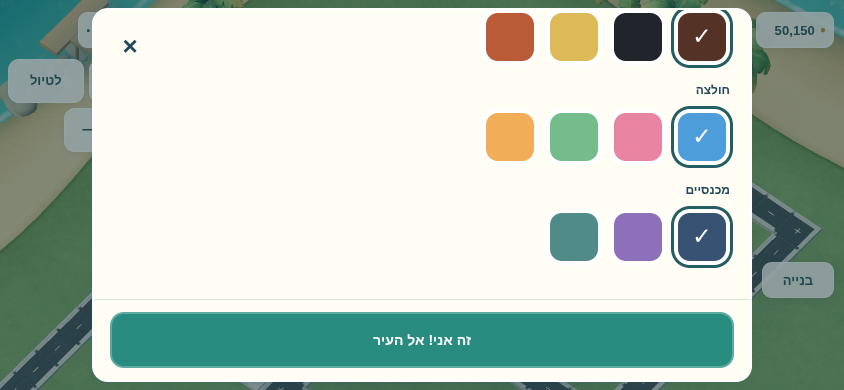 50,150
לטיול
חולצה
מכנסיים
בנייה
זה אני! אל העיר